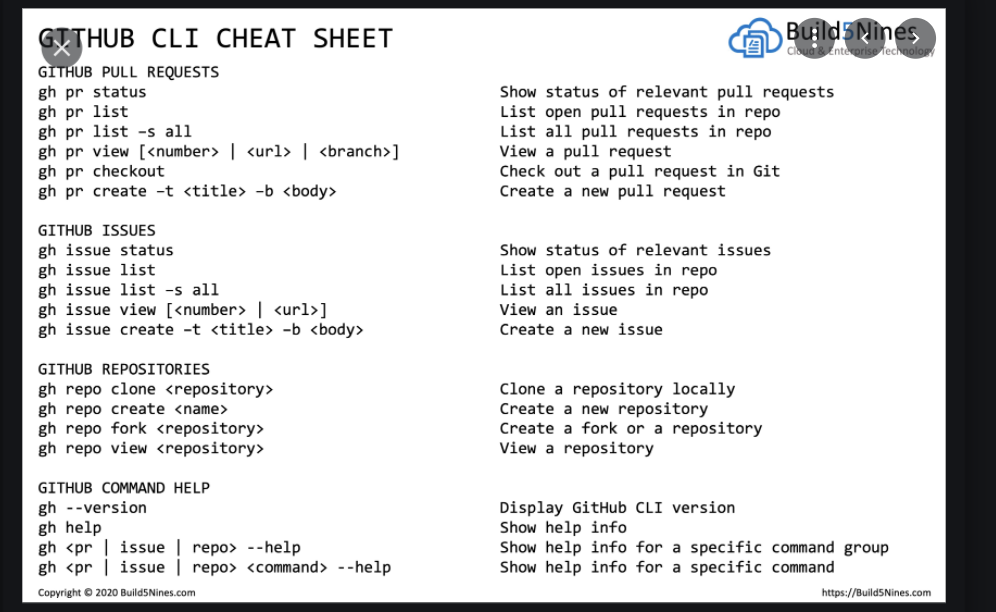 GITHUB CLI CHEAT SHEET
Build5Nines
Cloud & Enterprise Technology
GITHUB PULL REQUESTS
gh pr status Show status of relevant pull requests
gh pr list List open pull requests in repo
gh pr list –s all List all pull requests in repo
gh pr view [<number> | <url> | <branch>] View a pull request
gh pr checkout Check out a pull request in Git
gh pr create –t <title> –b <body> Create a new pull request
GITHUB ISSUES
gh issue status Show status of relevant issues
gh issue list List open issues in repo
gh issue list –s all List all issues in repo
gh issue view [<number> | <url>] View an issue
gh issue create –t <title> –b <body> Create a new issue
GITHUB REPOSITORIES
gh repo clone <repository> Clone a repository locally
gh repo create <name> Create a new repository
gh repo fork <repository> Create a fork or a repository
gh repo view <repository> View a repository
GITHUB COMMAND HELP
gh --version Display GitHub CLI version
gh help Show help info
gh <pr | issue | repo> --help Show help info for a specific command group
gh <pr | issue | repo> <command> --help Show help info for a specific command
Copyright © 2020 Build5Nines.com https://Build5Nines.com